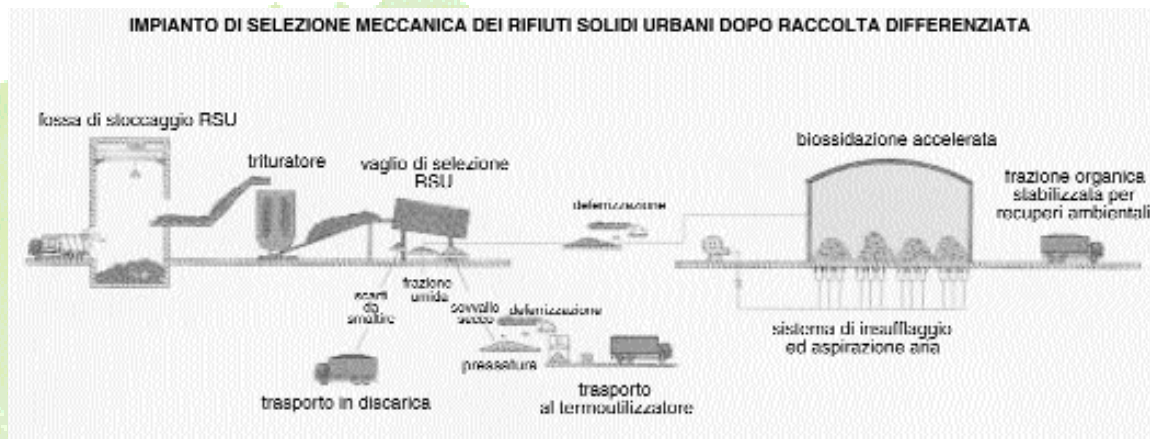 IMPIANTO DI SELEZIONE MECCANICA DEI RIFIUTI SOLIDI URBANI DOPO RACCOLTA DIFFERENZIATA
fossa di stoccaggio RSU
trituratore
vaglio di selezione
RSU
deferrizzazione
biossidazione accelerata
frazione organica
stabilizzata per
recuperi ambientali
scarti
da
smaltire
frazione
umida
sovvallo
secco
deferrizzazione
pressatura
trasporto in discarica
trasporto
al termoutilizzatore
sistema di insufflaggio
ed aspirazione aria